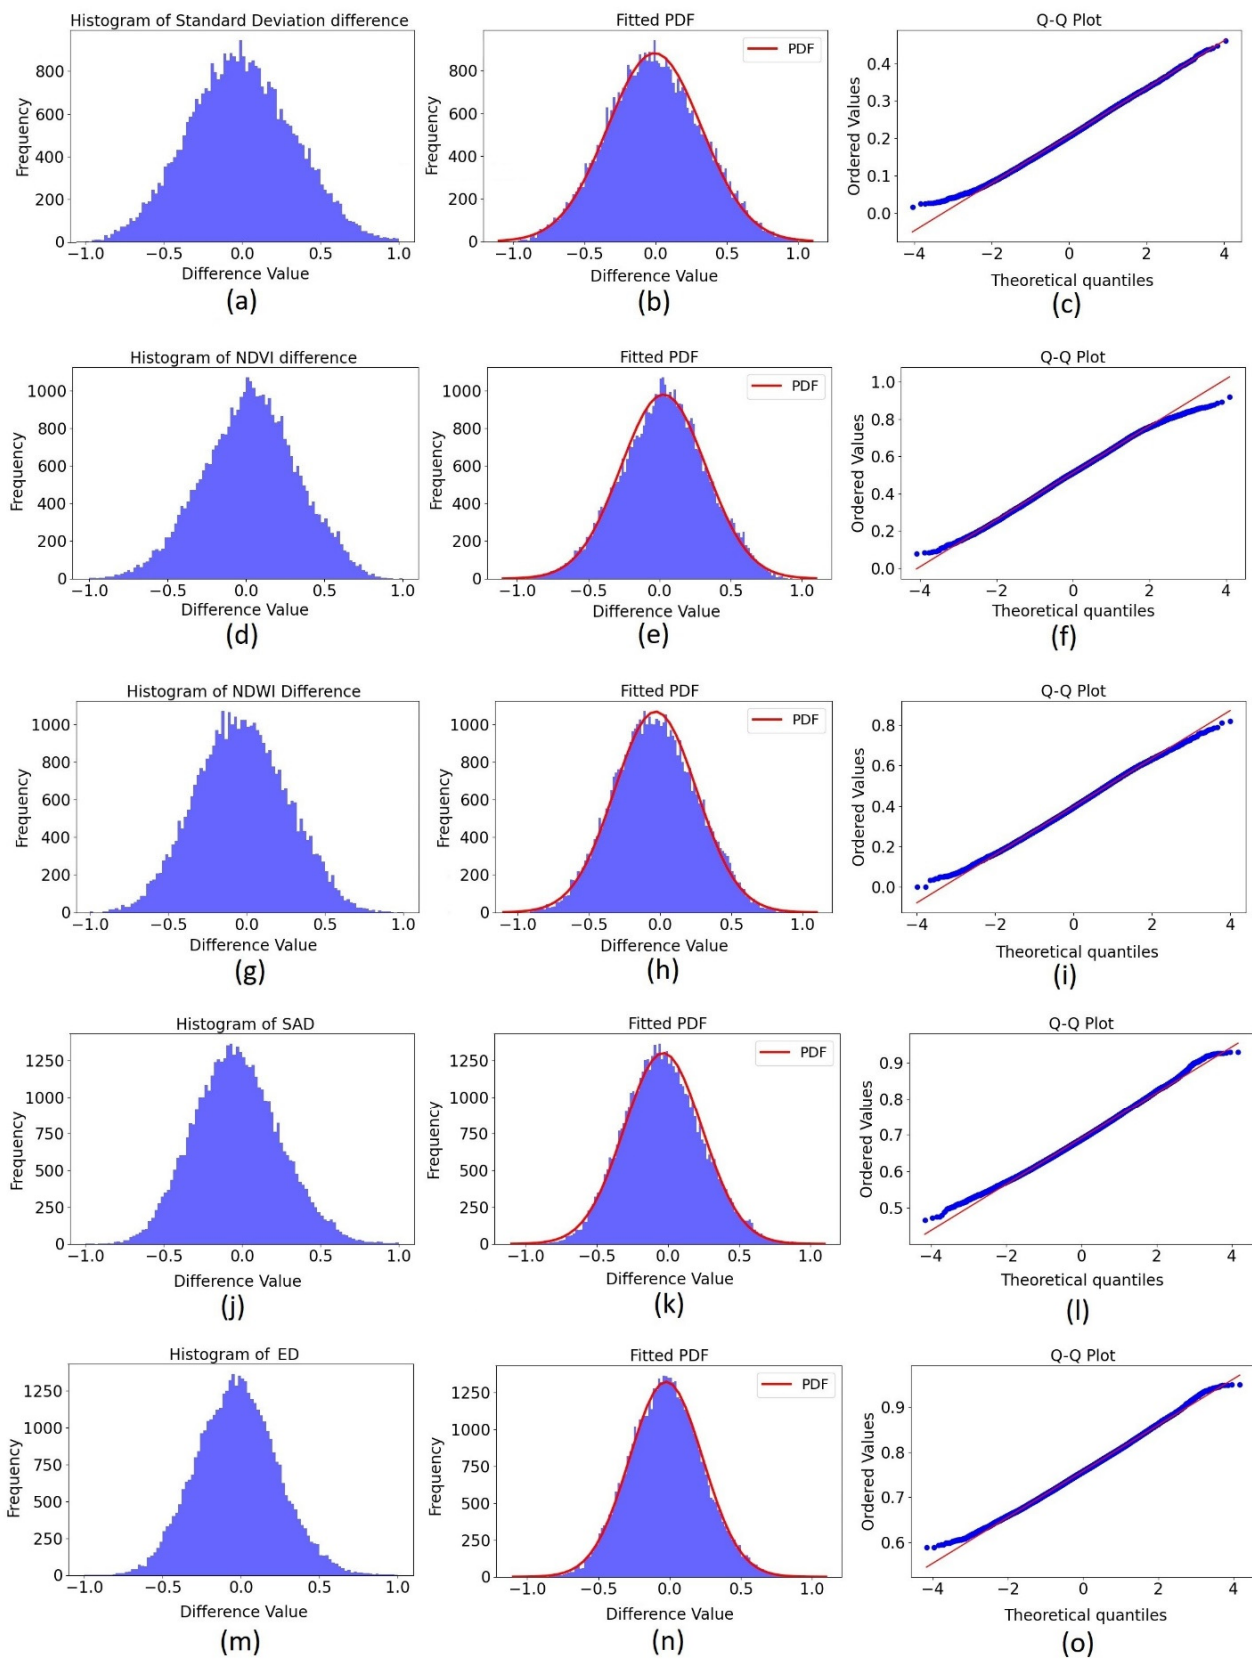 Histogram of Standard Deviation difference
Frequency
800
600
400
200
0
−1.0 −0.5 0.0 0.5 1.0
Difference Value
(a)
Fitted PDF
PDF
Frequency
800
600
400
200
0
−1.0 −0.5 0.0 0.5 1.0
Difference Value
(b)
Q-Q Plot
Ordered Values
0.4
0.3
0.2
0.1
0.0
−4 −2 0 2 4
Theoretical quantiles
(c)
Histogram of NDVI difference
Frequency
1000
800
600
400
200
0
−1.0 −0.5 0.0 0.5 1.0
Difference Value
(d)
Fitted PDF
PDF
Frequency
1000
800
600
400
200
0
−1.0 −0.5 0.0 0.5 1.0
Difference Value
(e)
Q-Q Plot
Ordered Values
1.0
0.8
0.6
0.4
0.2
0.0
−4 −2 0 2 4
Theoretical quantiles
(f)
Histogram of NDWI Difference
Frequency
1000
800
600
400
200
0
−1.0 −0.5 0.0 0.5 1.0
Difference Value
(g)
Fitted PDF
PDF
Frequency
1000
800
600
400
200
0
−1.0 −0.5 0.0 0.5 1.0
Difference Value
(h)
Q-Q Plot
Ordered Values
0.8
0.6
0.4
0.2
0.0
−4 −2 0 2 4
Theoretical quantiles
(i)
Histogram of SAD
Frequency
1250
1000
750
500
250
0
−1.0 −0.5 0.0 0.5 1.0
Difference Value
(j)
Fitted PDF
PDF
Frequency
1250
1000
750
500
250
0
−1.0 −0.5 0.0 0.5 1.0
Difference Value
(k)
Q-Q Plot
Ordered Values
0.9
0.8
0.7
0.6
0.5
−4 −2 0 2 4
Theoretical quantiles
(l)
Histogram of ED
Frequency
1250
1000
750
500
250
0
−1.0 −0.5 0.0 0.5 1.0
Difference Value
(m)
Fitted PDF
PDF
Frequency
1250
1000
750
500
250
0
−1.0 −0.5 0.0 0.5 1.0
Difference Value
(n)
Q-Q Plot
Ordered Values
0.9
0.8
0.7
0.6
−4 −2 0 2 4
Theoretical quantiles
(o)